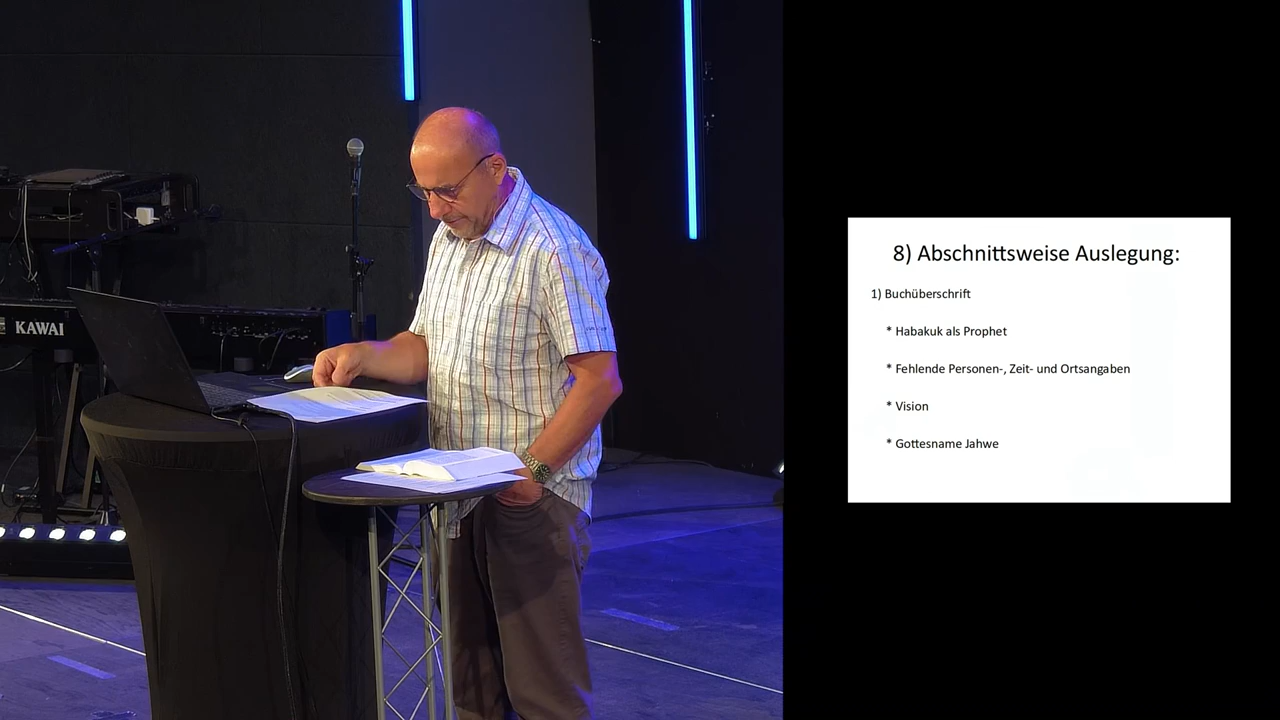 KAWAI
8) Abschnittsweise Auslegung:
1) Buchüberschrift
* Habakuk als Prophet
* Fehlende Personen-, Zeit- und Ortsangaben
* Vision
* Gottesname Jahwe